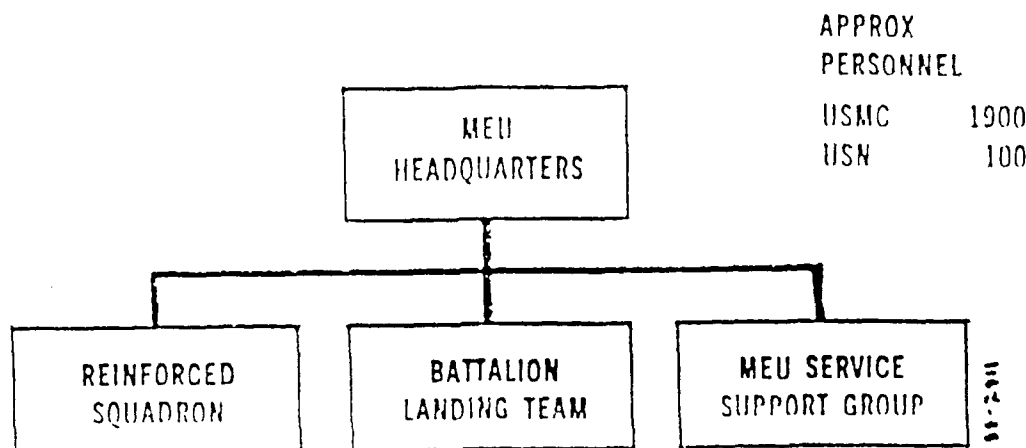 APPROX
PERSONNEL
USMC 1900
USN 100
MEU
HEADQUARTERS
REINFORCED
SQUADRON
BATTALION
LANDING TEAM
MEU SERVICE
SUPPORT GROUP